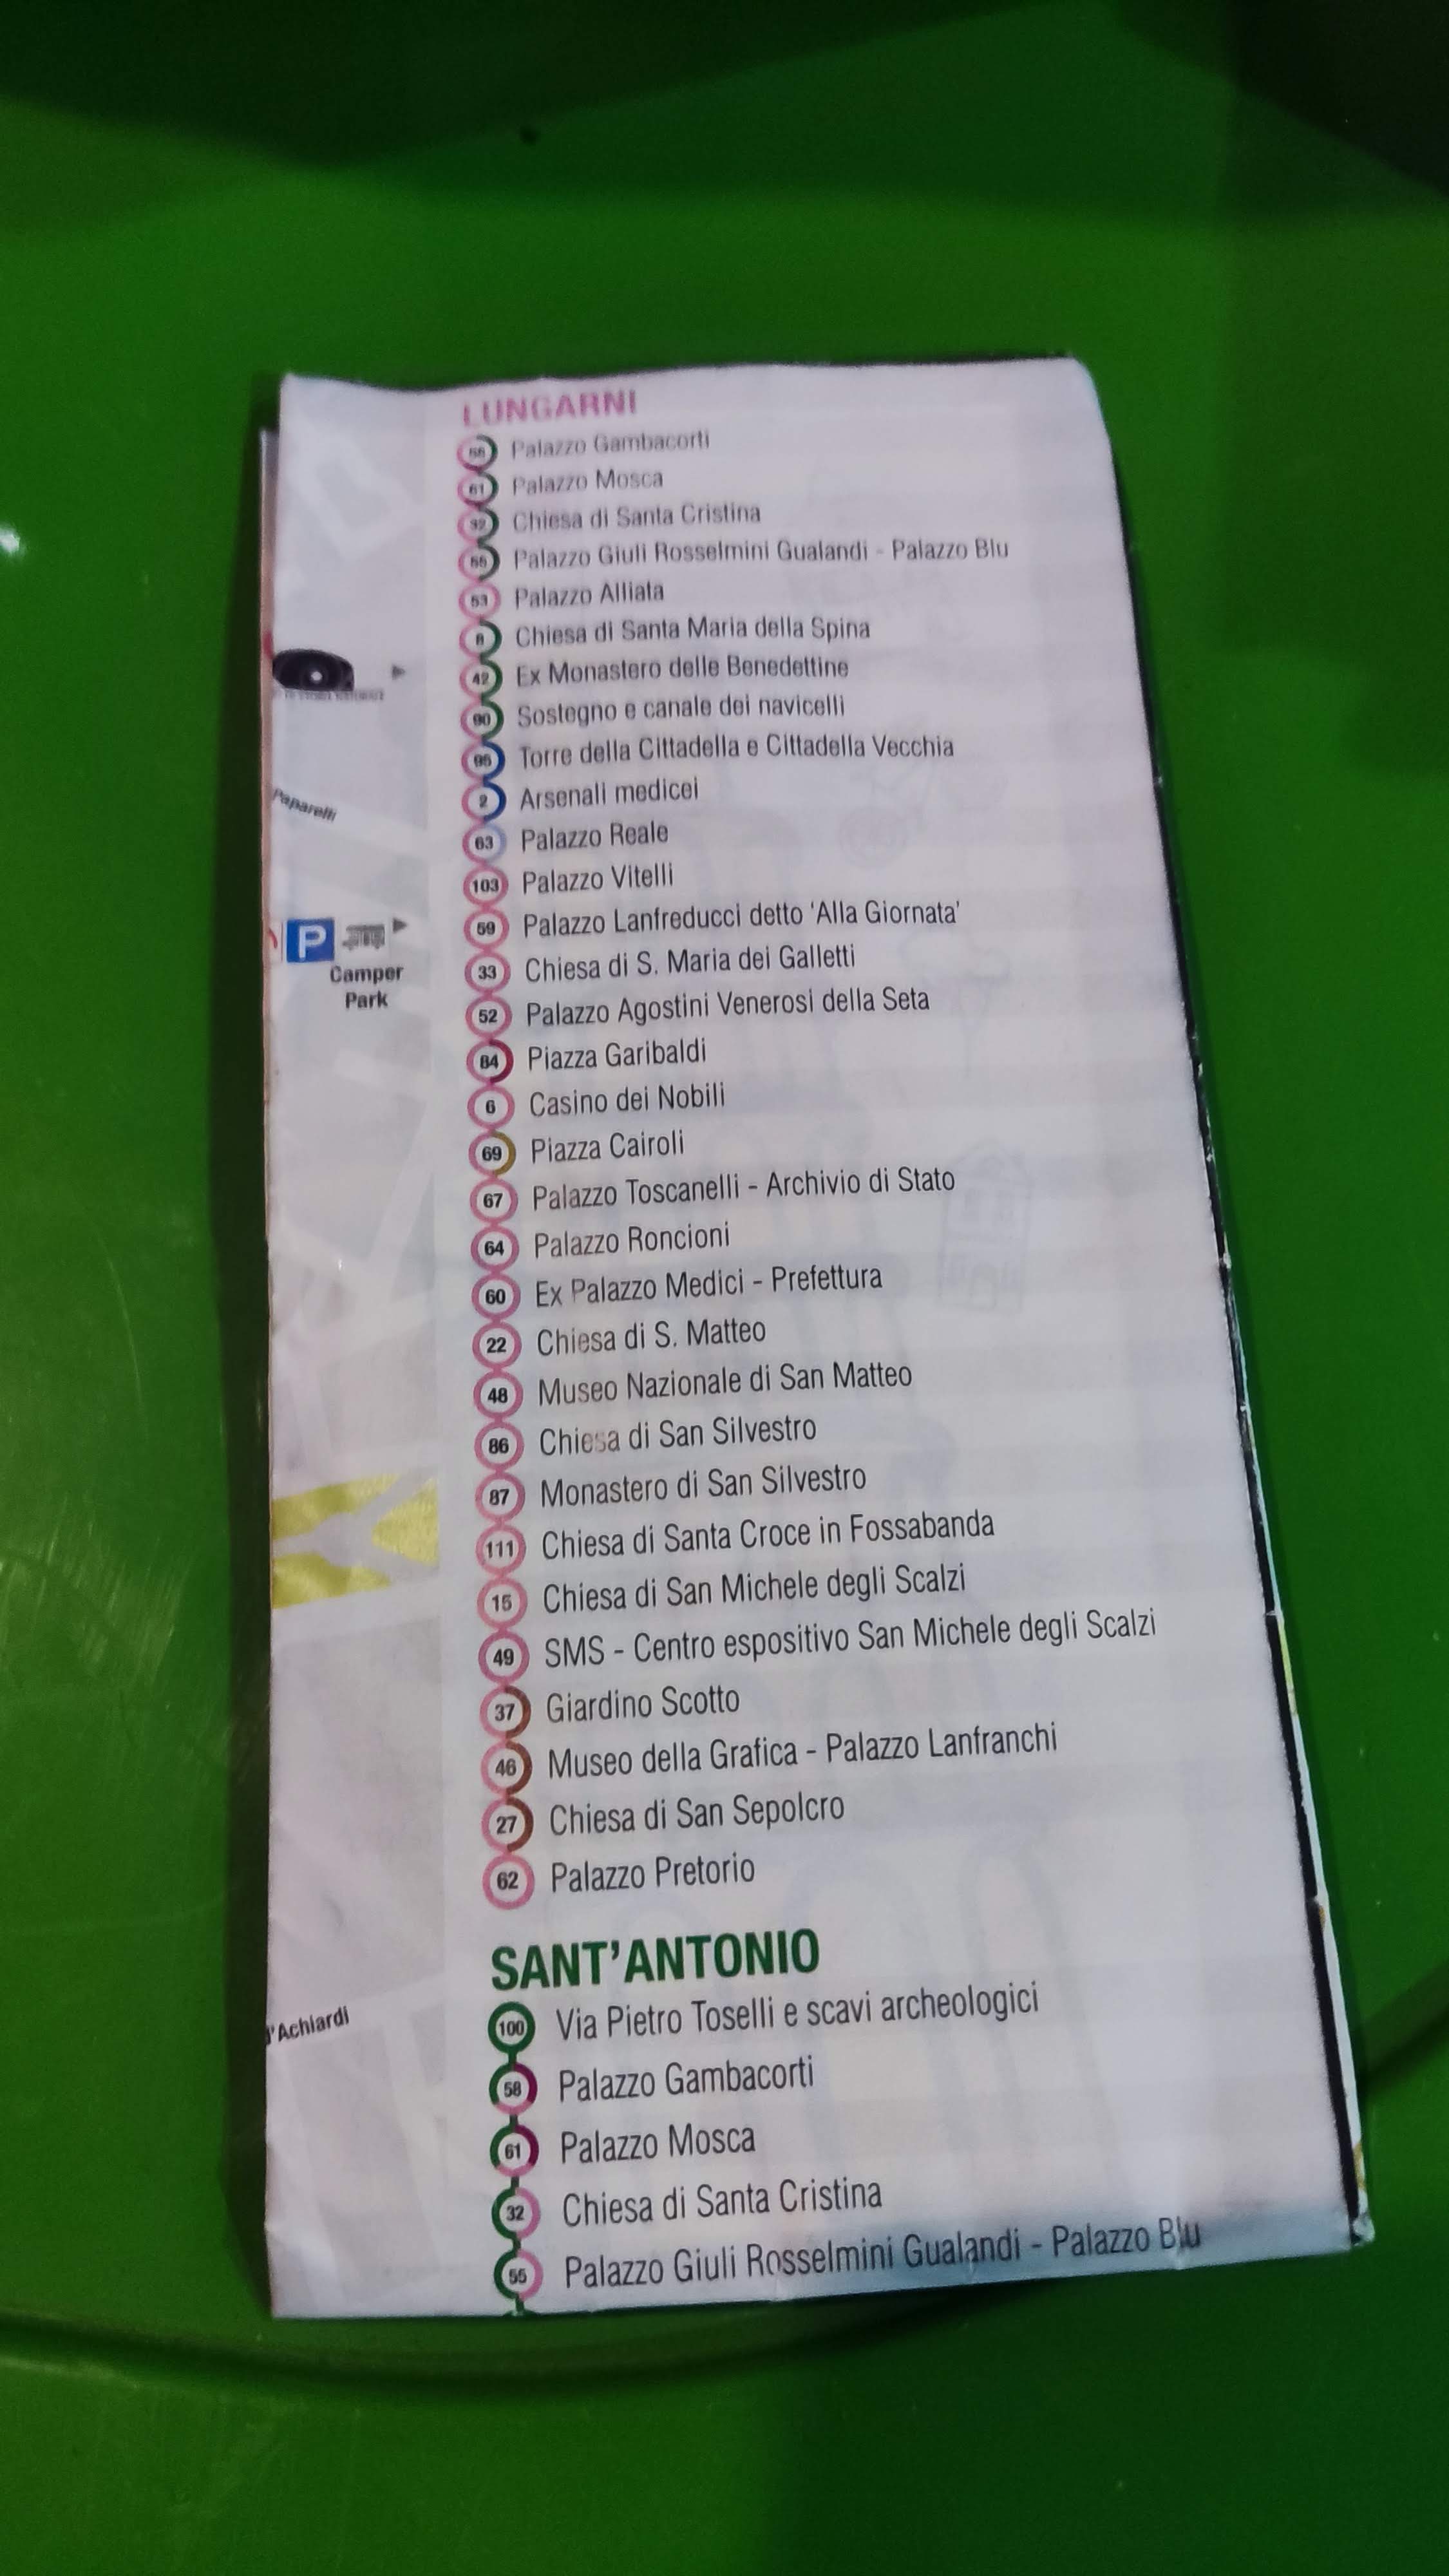 LUNGARNI
58 Palazzo Gambacorti
61 Palazzo Mosca
32 Chiesa di Santa Cristina
55 Palazzo Giuli Rosselmini Gualandi - Palazzo Blu
53 Palazzo Alliata
8 Chiesa di Santa Maria della Spina
42 Ex Monastero delle Benedettine
90 Sostegno e canale dei navicelli
95 Torre della Cittadella e Cittadella Vecchia
2 Arsenali medicei
63 Palazzo Reale
103 Palazzo Vitelli
59 Palazzo Lanfreducci detto 'Alla Giornata'
33 Chiesa di S. Maria dei Galletti
52 Palazzo Agostini Venerosi della Seta
84 Piazza Garibaldi
6 Casino dei Nobili
69 Piazza Cairoli
67 Palazzo Toscanelli - Archivio di Stato
64 Palazzo Roncioni
60 Ex Palazzo Medici - Prefettura
22 Chiesa di S. Matteo
48 Museo Nazionale di San Matteo
86 Chiesa di San Silvestro
87 Monastero di San Silvestro
111 Chiesa di Santa Croce in Fossabanda
15 Chiesa di San Michele degli Scalzi
49 SMS - Centro espositivo San Michele degli Scalzi
37 Giardino Scotto
46 Museo della Grafica - Palazzo Lanfranchi
27 Chiesa di San Sepolcro
62 Palazzo Pretorio
SANT'ANTONIO
100 Via Pietro Toselli e scavi archeologici
58 Palazzo Gambacorti
61 Palazzo Mosca
32 Chiesa di Santa Cristina
55 Palazzo Giuli Rosselmini Gualandi - Palazzo Blu
Paparelli
P
Camper
Park
d'Achiardi